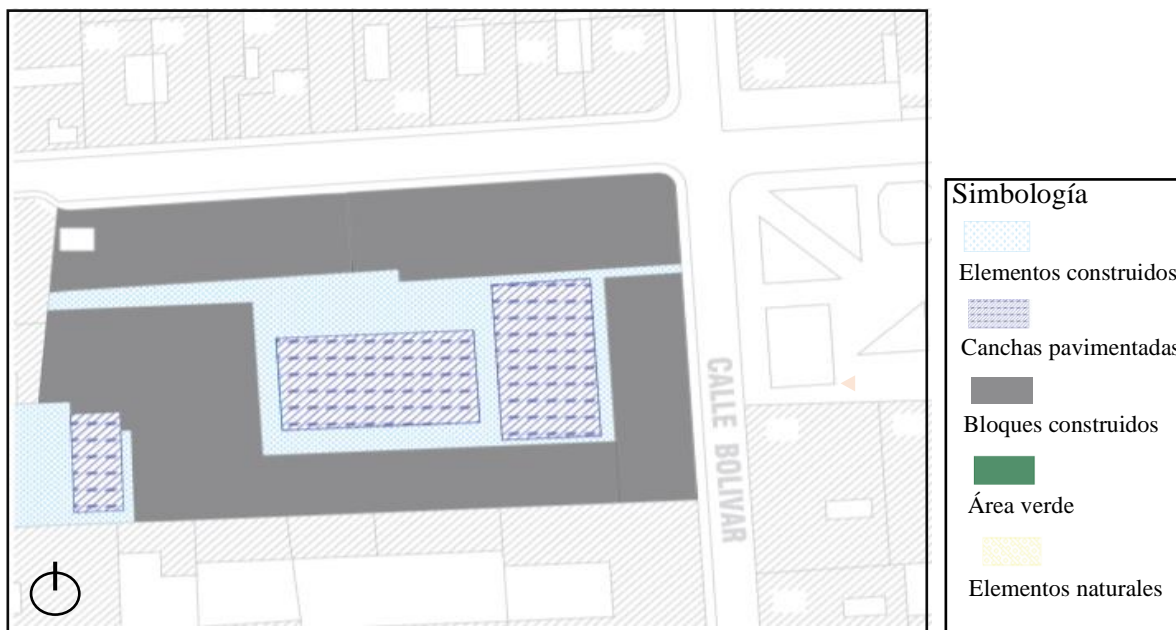 CALLE BOLIVAR
Simbología
Elementos construidos
Canchas pavimentadas
Bloques construidos
Área verde
Elementos naturales